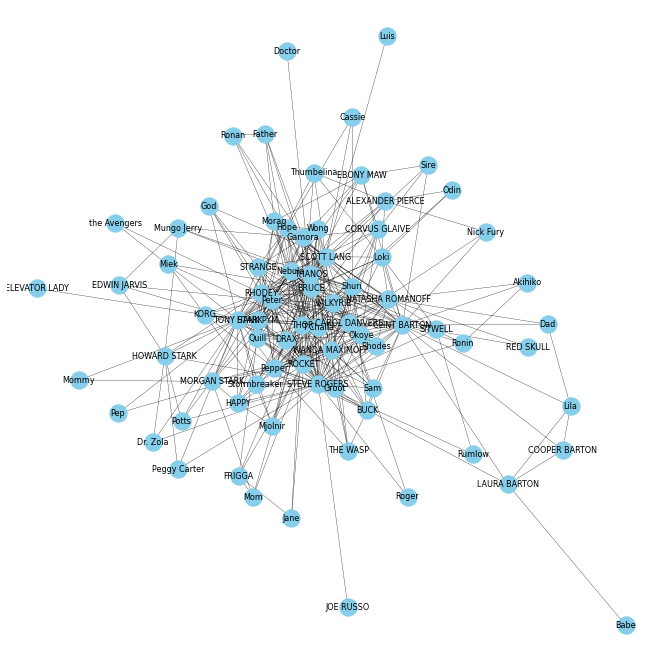 Luis
Doctor
Cassie
Ronan
Father
Sire
Thumbelina
EBONY MAW
Odin
ALEXANDER PIERCE
God
Morag
the Avengers
Mungo Jerry
Hope
Wong
CORVUS GLAIVE
Nick Fury
Gamora
SCOTT LANG
Loki
Miek
STRANGE
Nebula
THANOS
Akihiko
EDWIN JARVIS
ELEVATOR LADY
BRUCE
Shuri
RHODEY
Peter
VALKYRIE
NATASHA ROMANOFF
KORG
TONY STARK
THOR
CAROL DANVERS
CLINT BARTON
SITWELL
Dad
Quill
DRAX
Okoye
Rhodes
Ronin
RED SKULL
WANDA MAXIMOFF
HOWARD STARK
ROCKET
Pepper
Mommy
MORGAN STARK
Stormbreaker
STEVE ROGERS
Groot
Sam
HAPPY
BUCK
Lila
Pep
Potts
Mjolnir
Dr. Zola
THE WASP
COOPER BARTON
Rumlow
Peggy Carter
FRIGGA
LAURA BARTON
Mom
Roger
Jane
JOE RUSSO
Babe